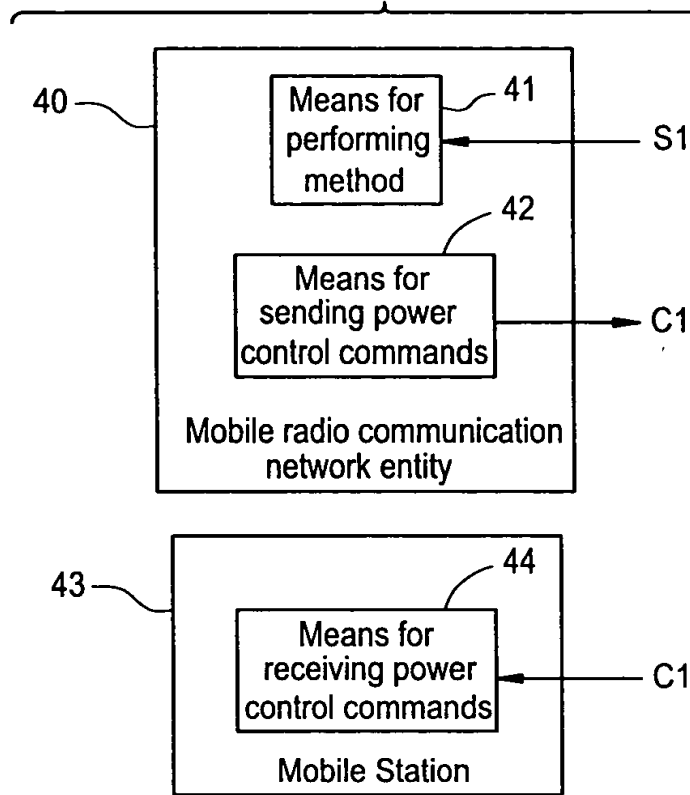 40
Means for
performing
method
41
S1
42
Means for
sending power
control commands
C1
Mobile radio communication
network entity
43
44
Means for
receiving power
control commands
C1
Mobile Station